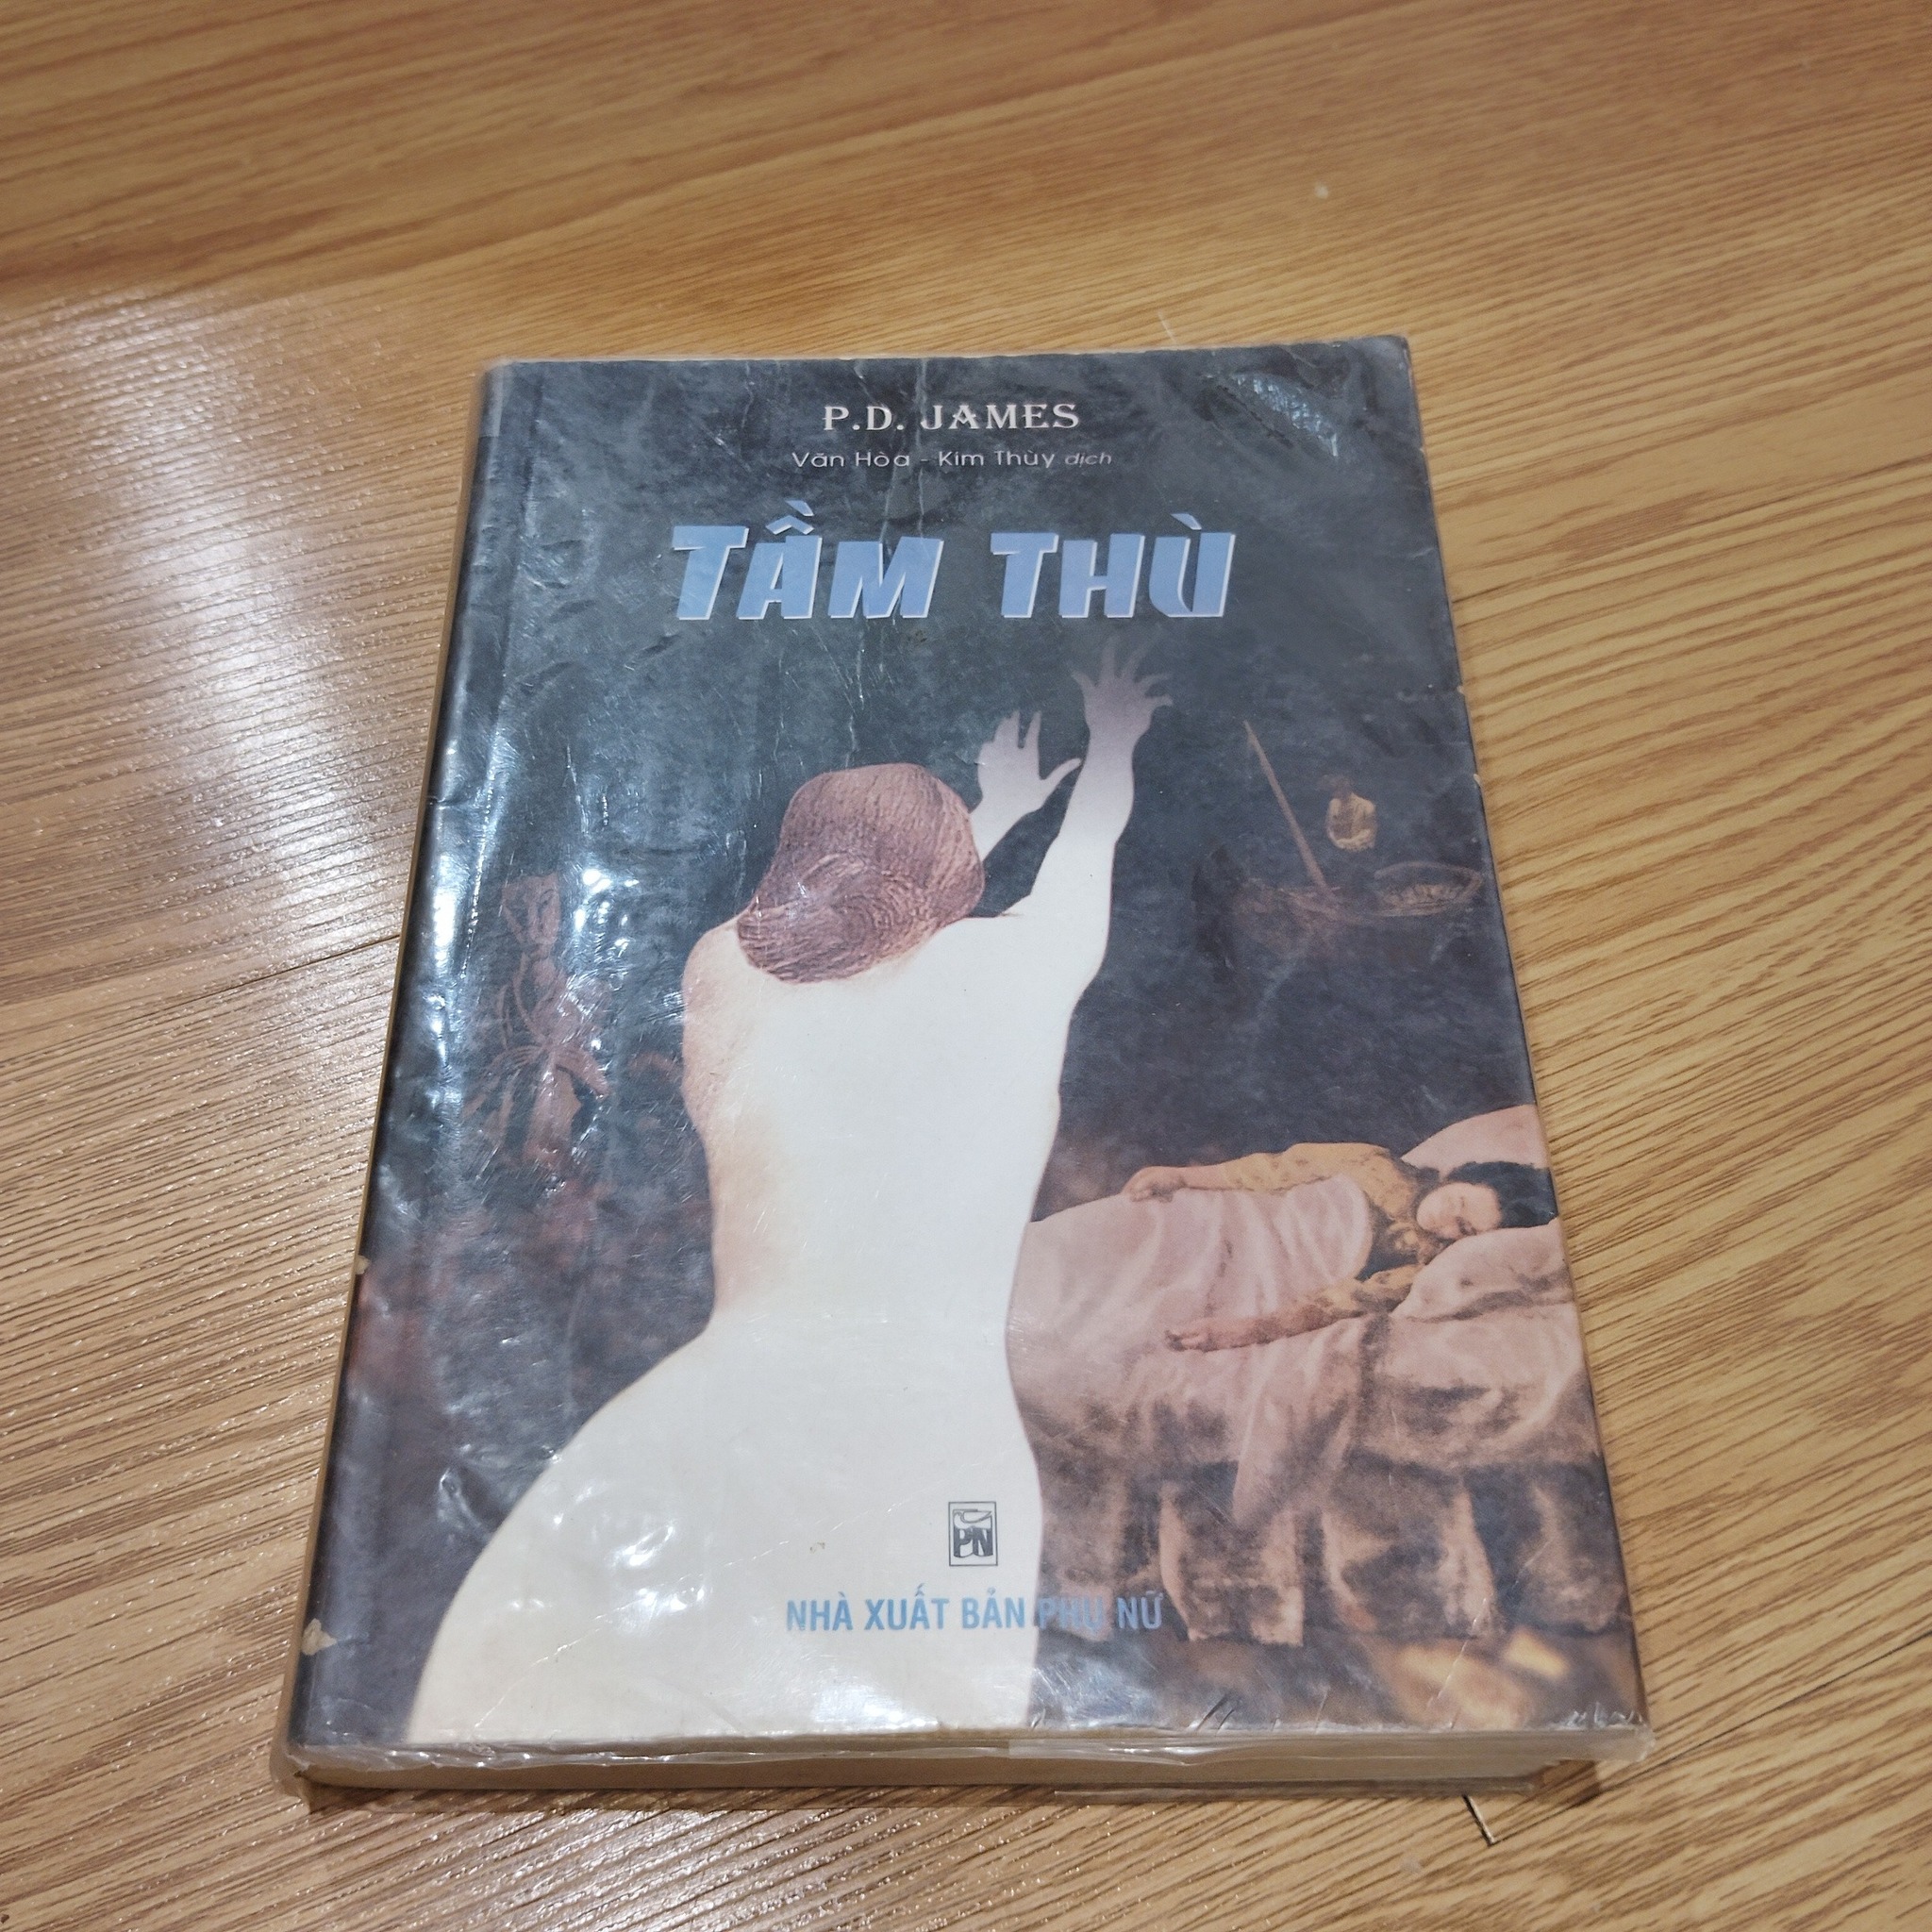 P.D. JAMES
Văn Hòa - Kim Thùy dịch
TẦM THÙ
PN
NHÀ XUẤT BẢN PHỤ NỮ